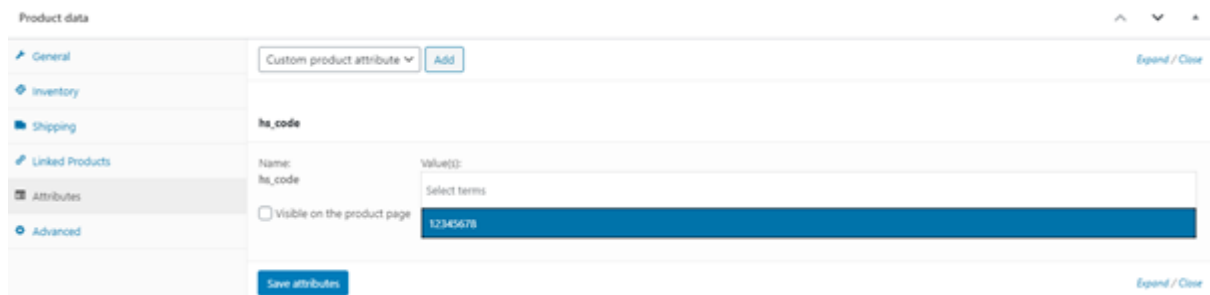 Product data
General
Inventory
Shipping
Linked Products
Attributes
Advanced
Custom product attribute
Add
Expand / Close
hs_code
Name:
hs_code
Value(s):
Select terms
Visible on the product page
12345678
Save attributes
Expand / Close